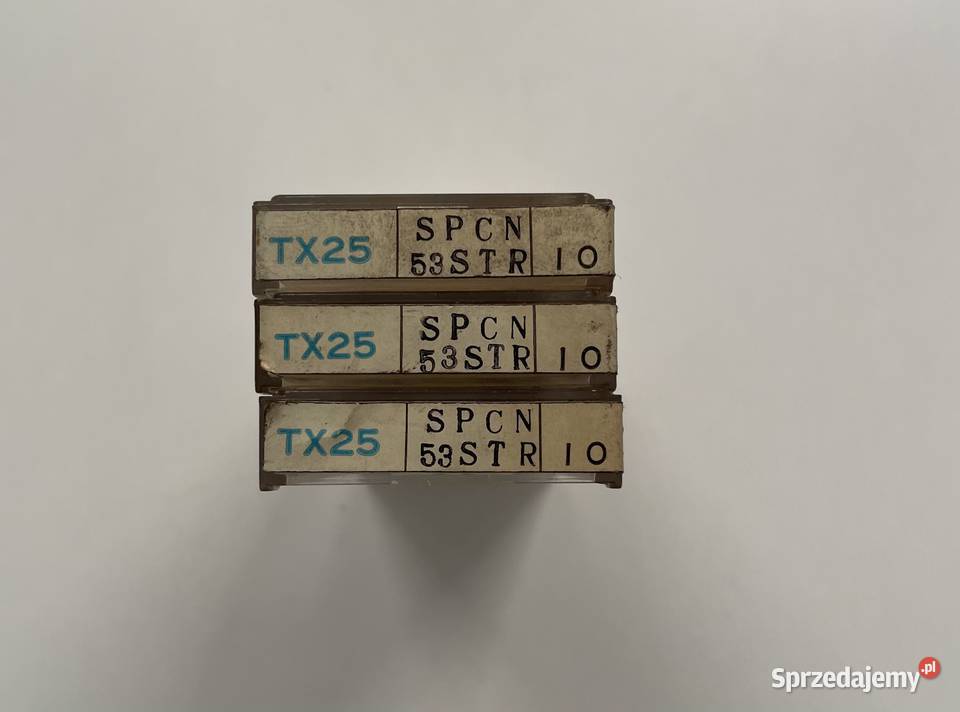 TX25 SPCN 10
53STR
TX25 SPCN 10
53STR
TX25 SPCN 10
53STR
Sprzedajemy.pl